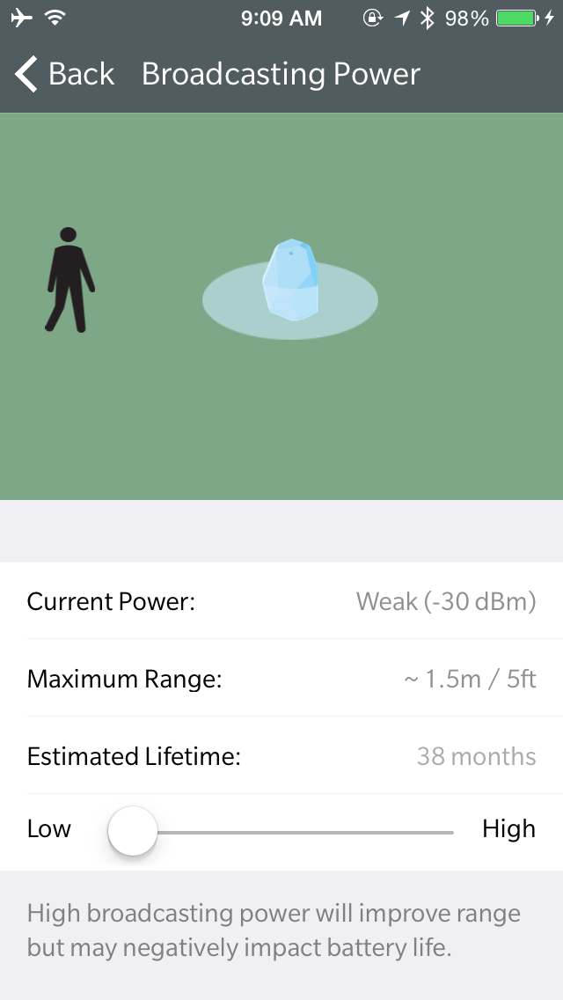 9:09 AM 98%
Back Broadcasting Power
Current Power: Weak (-30 dBm)
Maximum Range: ~ 1.5m / 5ft
Estimated Lifetime: 38 months
Low High
High broadcasting power will improve range
but may negatively impact battery life.